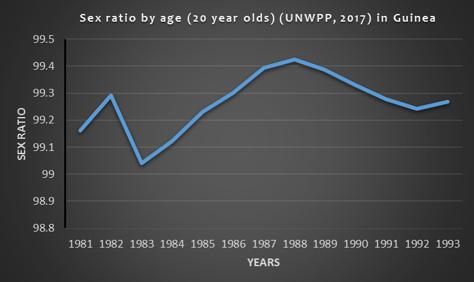 Sex ratio by age (20 year olds) (UNWPP, 2017) in Guinea
99.5
99.4
99.3
99.2
99.1
99
98.9
98.8
SEX RATIO
1981 1982 1983 1984 1985 1986 1987 1988 1989 1990 1991 1992 1993
YEARS